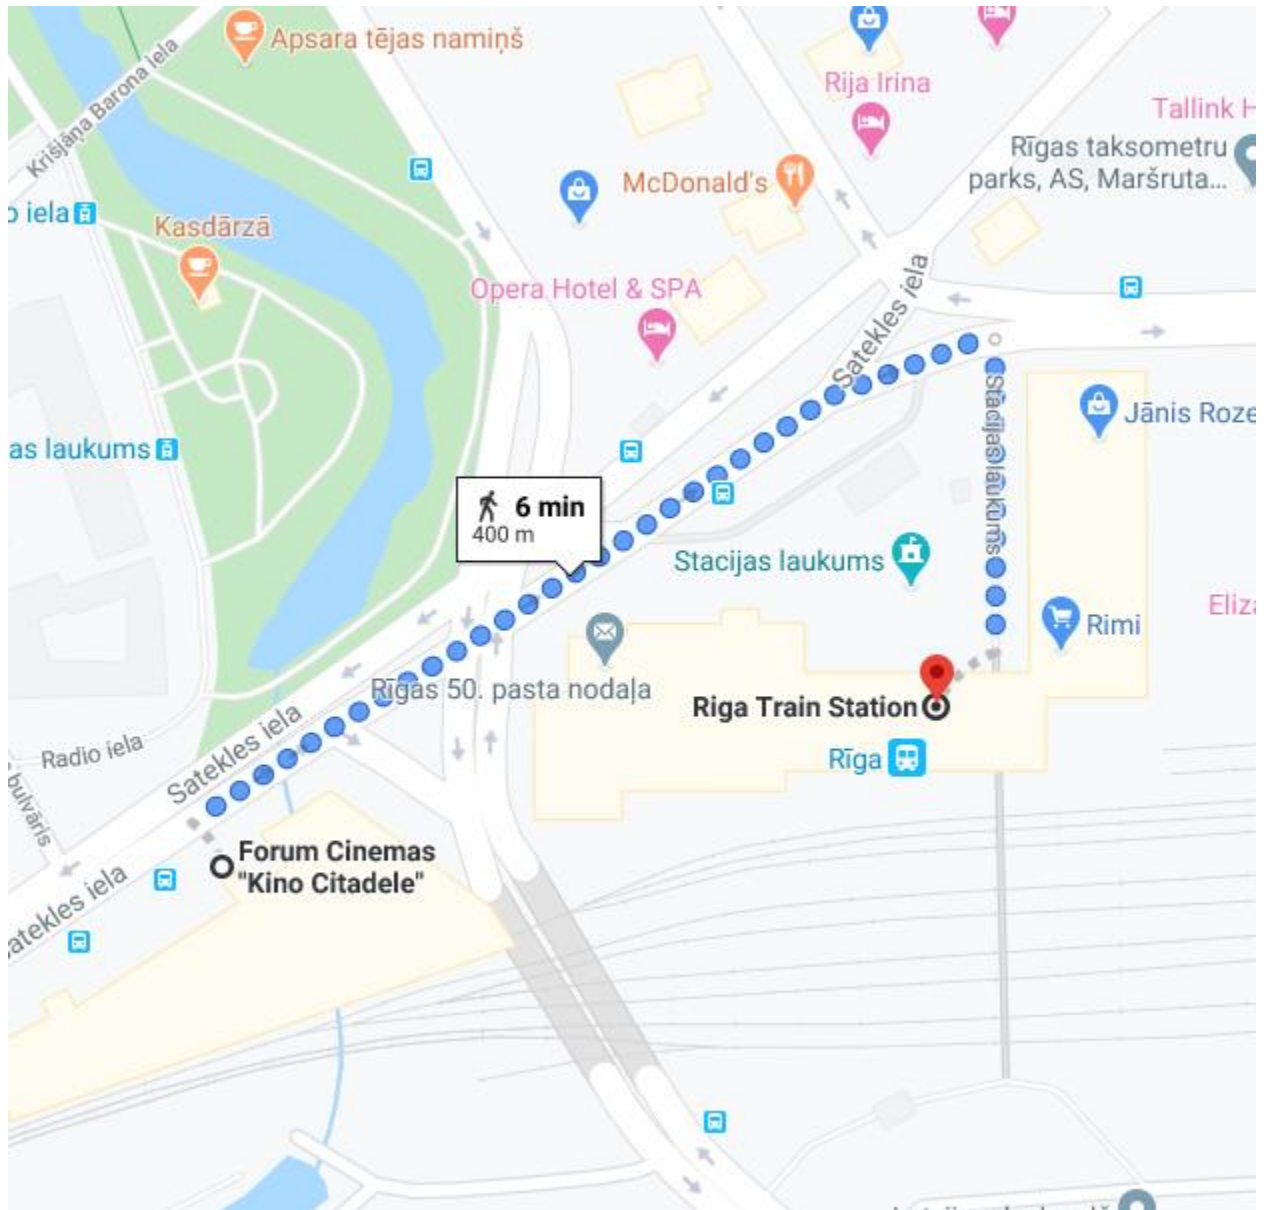 Apsara tējas namiņš
Krišjāņa Barona iela
Rija Irina
Tallink H
Rīgas taksometru
parks, AS, Maršruta...
McDonald's
o iela
Kasdārzā
Opera Hotel & SPA
Satekles iela
Stacijas laukums
Jānis Roze
as laukums
6 min
400 m
Stacijas laukums
Eliza
Rimi
Rīgas 50. pasta nodaļa
Riga Train Station
Rīga
Radio iela
Satekles iela
bulvāris
Forum Cinemas
"Kino Citadele"
atekles iela